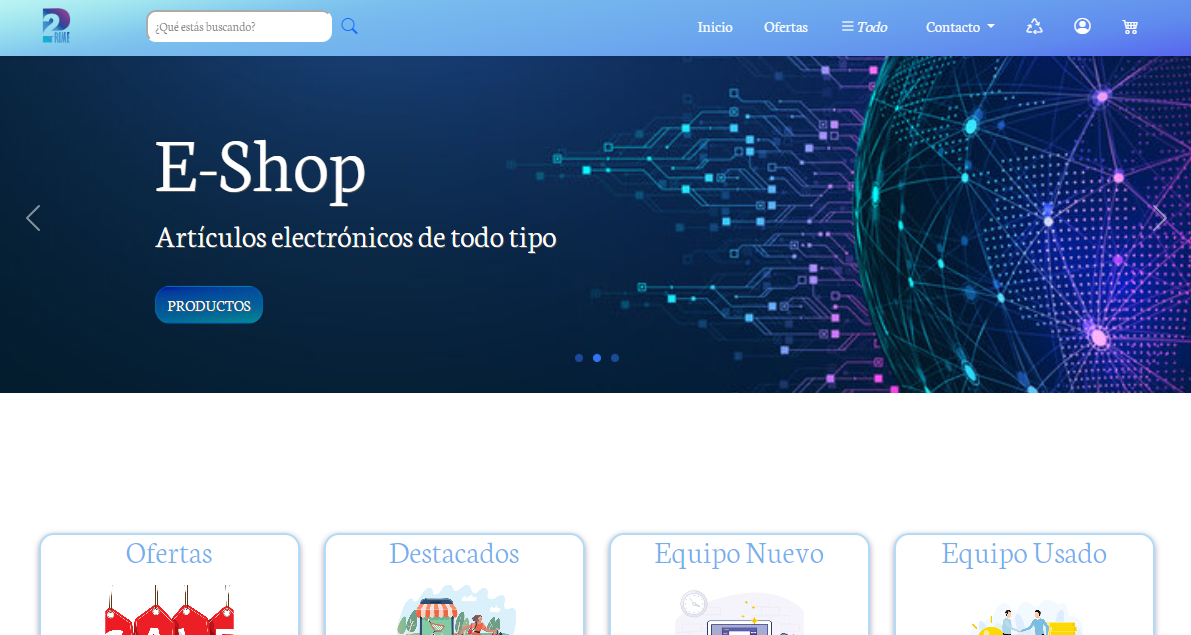 2
RIME
¿Qué estás buscando?
Inicio
Ofertas
Todo
Contacto
E-Shop
Artículos electrónicos de todo tipo
PRODUCTOS
Ofertas
Destacados
Equipo Nuevo
Equipo Usado